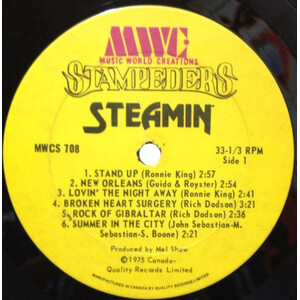 MWC
MUSIC WORLD CREATIONS
STAMPEDERS
STEAMIN'
MWCS 708
33-1/3 RPM
Side 1
1. STAND UP (Ronnie King) 2:57
2. NEW ORLEANS (Guida & Royster) 2:54
3. LOVIN' THE NIGHT AWAY (Ronnie King) 2:41
4. BROKEN HEART SURGERY (Rich Dodson) 2:21
5. ROCK OF GIBRALTAR (Rich Dodson) 3:21
6. SUMMER IN THE CITY (John Sebastian-M.
Sebastian-S. Boone) 2:21
Produced by Mel Shaw
©1975 Canada-
Quality Records Limited
MANUFACTURED IN CANADA BY QUALITY RECORDS LIMITED